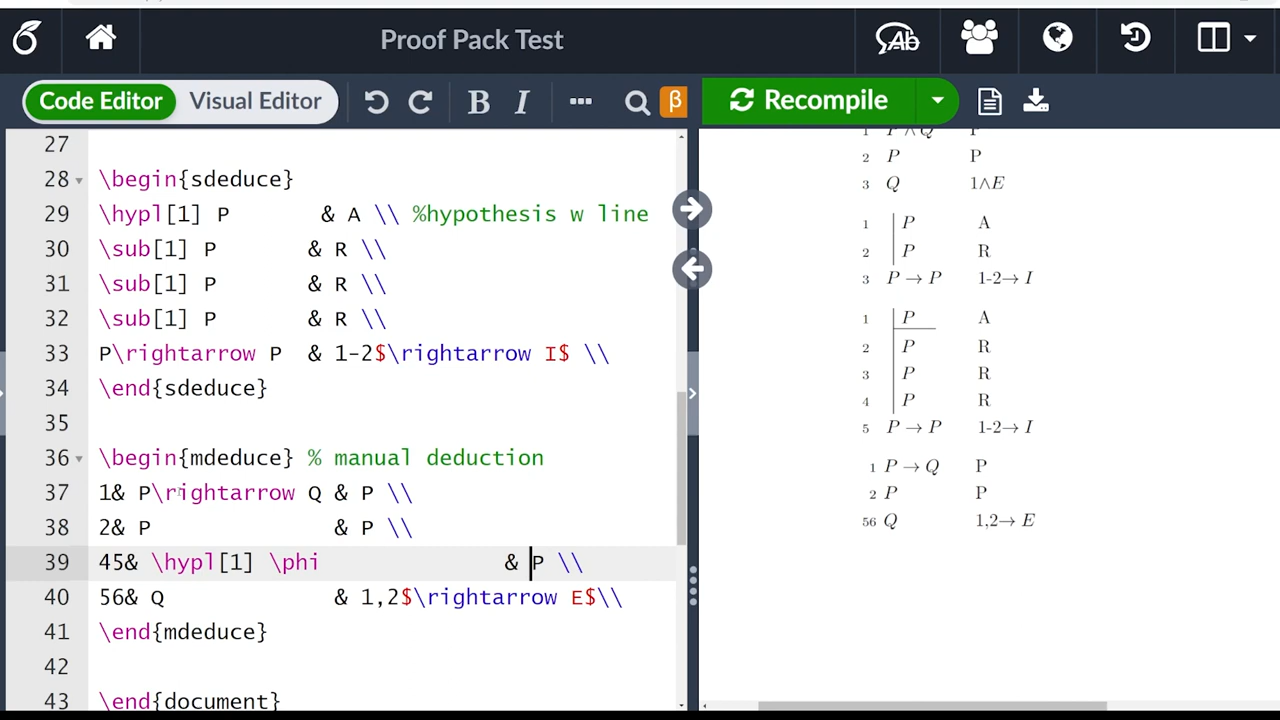 Proof Pack Test
Code Editor Visual Editor B I ... β Recompile
27
28 \begin{sdeduce}
29 \hypl[1] P & A \\ %hypothesis w line
30 \sub[1] P & R \\
31 \sub[1] P & R \\
32 \sub[1] P & R \\
33 P\rightarrow P & 1-2$\rightarrow I$ \\
34 \end{sdeduce}
35
36 \begin{mdeduce} % manual deduction
37 1& P\rightarrow Q & P \\
38 2& P & P \\
39 45& \hypl[1] \phi & P \\
40 56& Q & 1,2$\rightarrow E$\\
41 \end{mdeduce}
42
43 \end{document}
1 P ∧ Q P
2 P P
3 Q 1∧E
1 P A
2 P R
3 P → P 1-2→ I
1 P A
2 P R
3 P R
4 P R
5 P → P 1-2→ I
1 P → Q P
2 P P
56 Q 1,2→ E